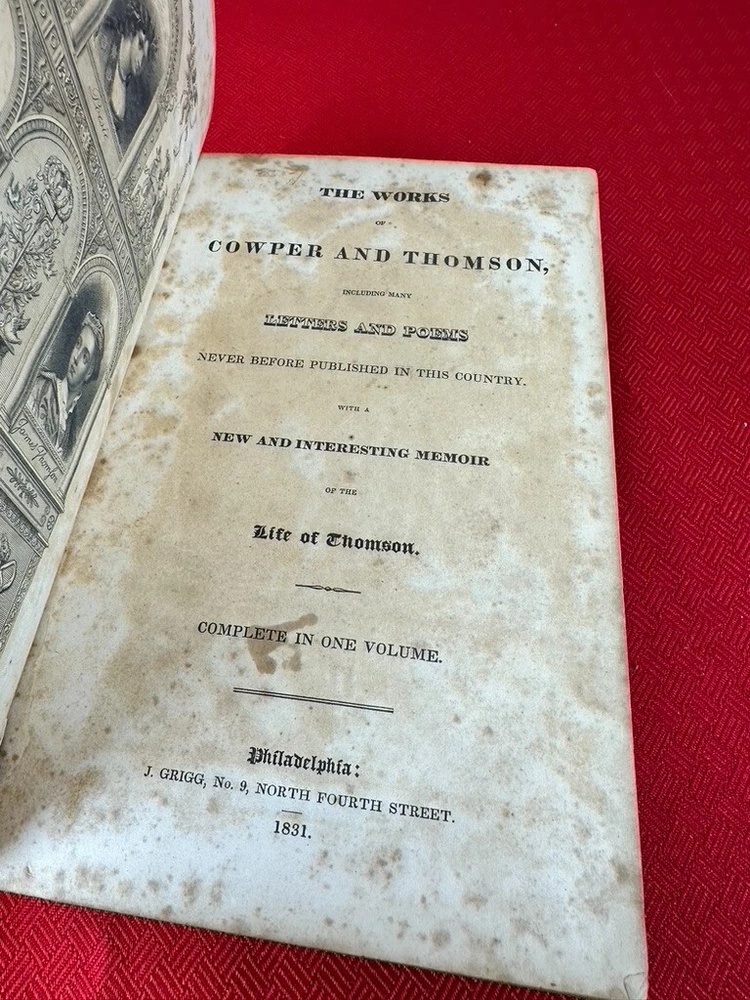 THE WORKS
OF
COWPER AND THOMSON,
INCLUDING MANY
LETTERS AND POEMS
NEVER BEFORE PUBLISHED IN THIS COUNTRY.
WITH A
NEW AND INTERESTING MEMOIR
OF THE
Life of Thomson.
COMPLETE IN ONE VOLUME.
Philadelphia:
J. GRIGG, No. 9, NORTH FOURTH STREET.
1831.
James Thomson